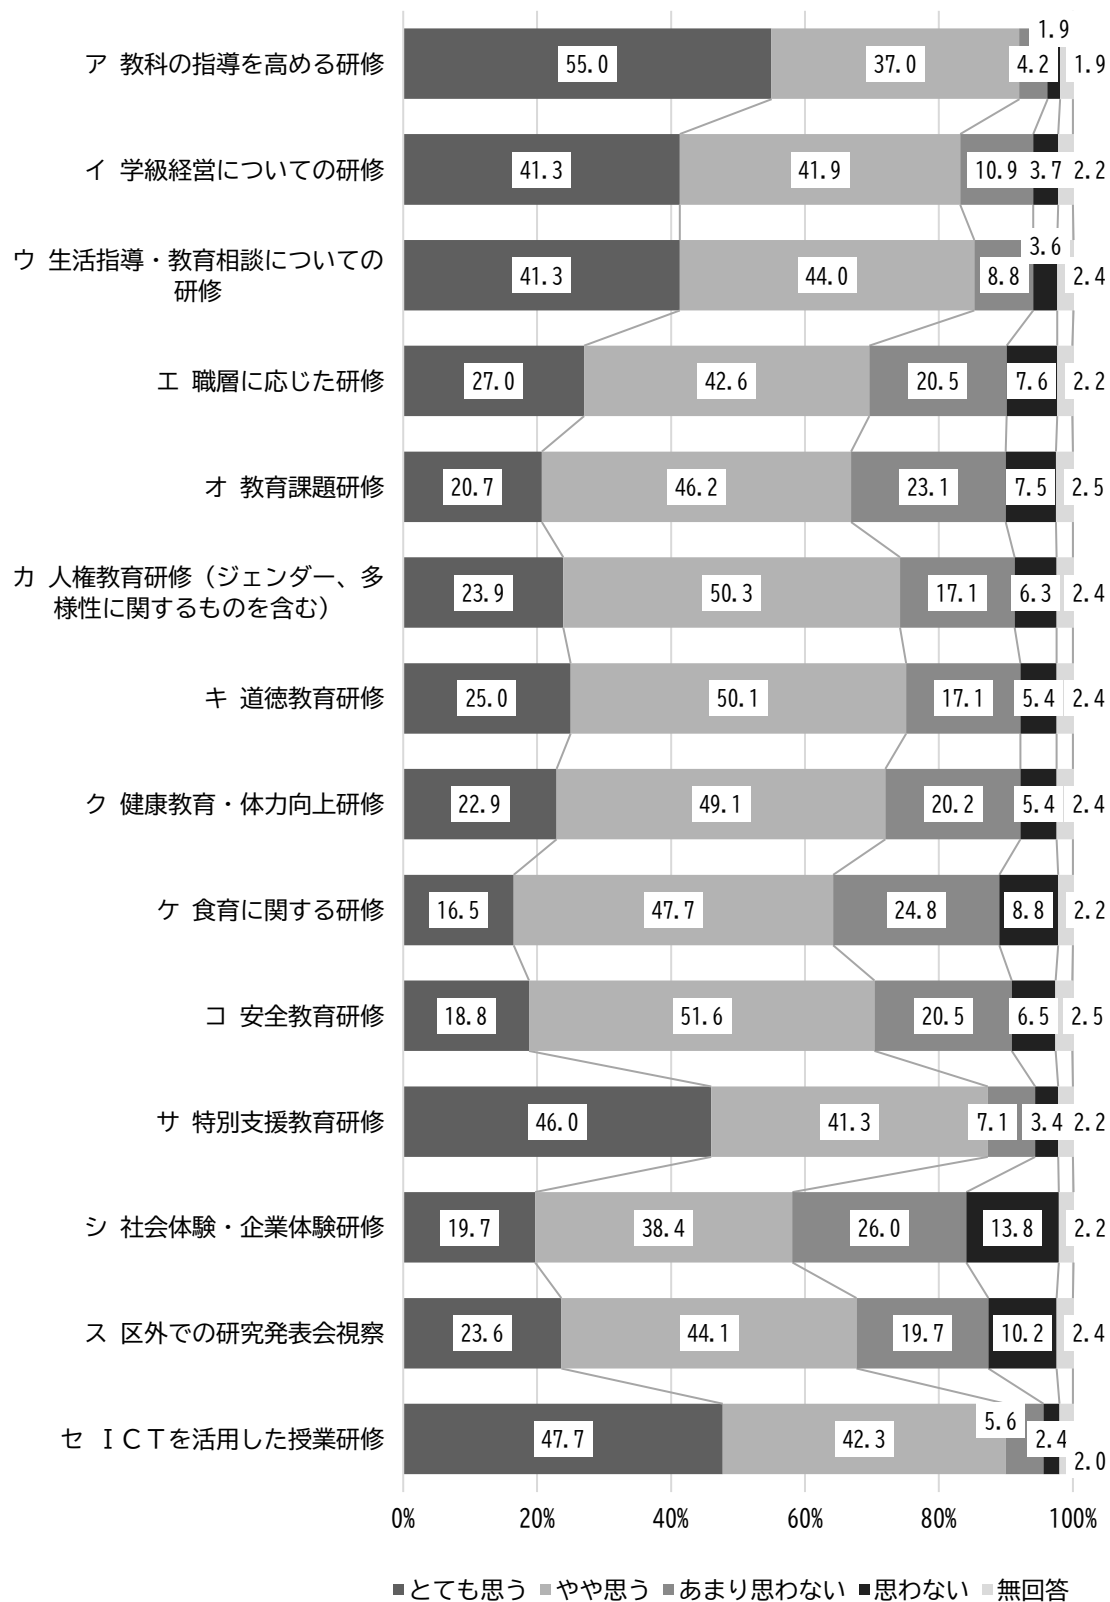 ア 教科の指導を高める研修
55.0 37.0 4.2 1.9 1.9
イ 学級経営についての研修
41.3 41.9 10.9 3.7 2.2
ウ 生活指導・教育相談についての
研修
41.3 44.0 8.8 3.6 2.4
エ 職層に応じた研修
27.0 42.6 20.5 7.6 2.2
オ 教育課題研修
20.7 46.2 23.1 7.5 2.5
カ 人権教育研修（ジェンダー、多
様性に関するものを含む）
23.9 50.3 17.1 6.3 2.4
キ 道徳教育研修
25.0 50.1 17.1 5.4 2.4
ク 健康教育・体力向上研修
22.9 49.1 20.2 5.4 2.4
ケ 食育に関する研修
16.5 47.7 24.8 8.8 2.2
コ 安全教育研修
18.8 51.6 20.5 6.5 2.5
サ 特別支援教育研修
46.0 41.3 7.1 3.4 2.2
シ 社会体験・企業体験研修
19.7 38.4 26.0 13.8 2.2
ス 区外での研究発表会視察
23.6 44.1 19.7 10.2 2.4
セ ＩＣＴを活用した授業研修
47.7 42.3 5.6 2.4 2.0
0% 20% 40% 60% 80% 100%
とても思う やや思う あまり思わない 思わない 無回答